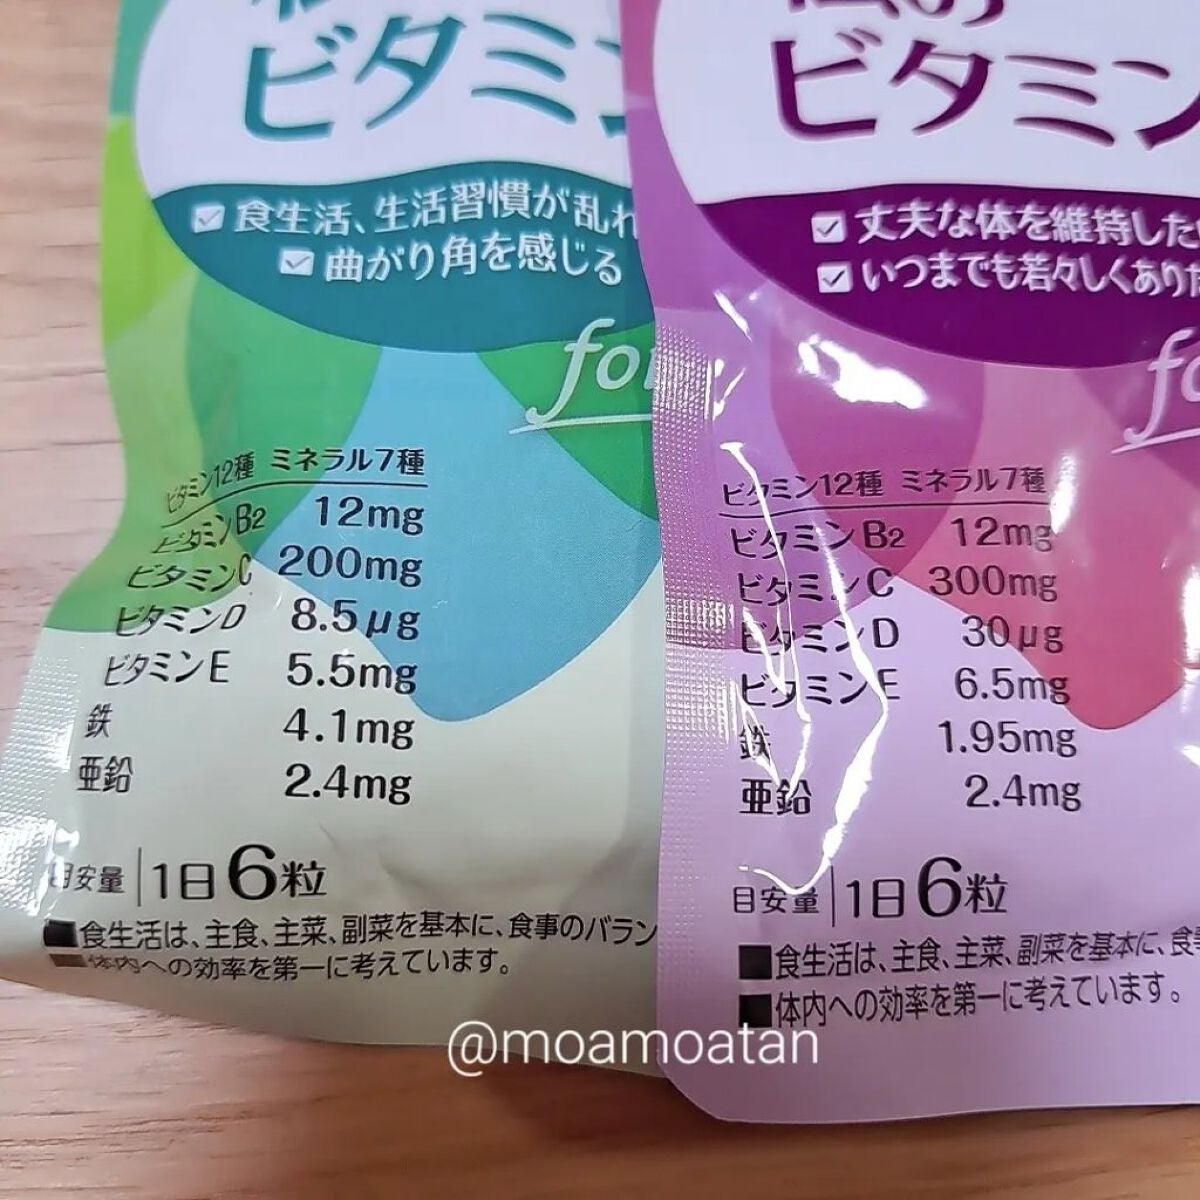 ビタミン
☑ 食生活、生活習慣が乱れ
☑ 曲がり角を感じる
for
ビタミン12種 ミネラル7種
ビタミンB2 12mg
ビタミンC 200mg
ビタミンD 8.5μg
ビタミンE 5.5mg
鉄 4.1mg
亜鉛 2.4mg
目安量 1日6粒
■食生活は、主食、主菜、副菜を基本に、食事のバラン
■体内への効率を第一に考えています。
私の
ビタミン
☑ 丈夫な体を維持した
☑ いつまでも若々しくありた
fo
ビタミン12種 ミネラル7種
ビタミンB2 12mg
ビタミンC 300mg
ビタミンD 30μg
ビタミンE 6.5mg
鉄 1.95mg
亜鉛 2.4mg
目安量 1日6粒
■食生活は、主食、主菜、副菜を基本に、食事
■体内への効率を第一に考えています。
@moamoatan